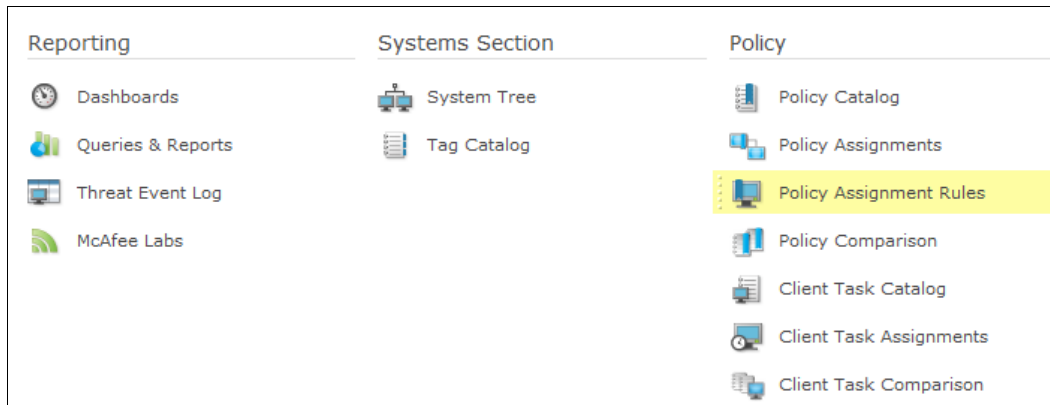 Reporting
Dashboards
Queries & Reports
Threat Event Log
McAfee Labs
Systems Section
System Tree
Tag Catalog
Policy
Policy Catalog
Policy Assignments
Policy Assignment Rules
Policy Comparison
Client Task Catalog
Client Task Assignments
Client Task Comparison